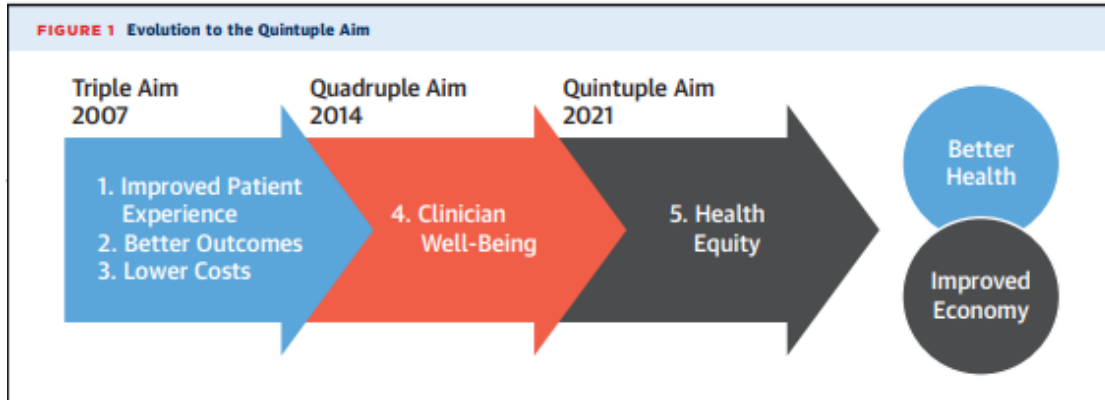 FIGURE 1 Evolution to the Quintuple Aim
Triple Aim
2007
1. Improved Patient
Experience
2. Better Outcomes
3. Lower Costs
Quadruple Aim
2014
4. Clinician
Well-Being
Quintuple Aim
2021
5. Health
Equity
Better
Health
Improved
Economy